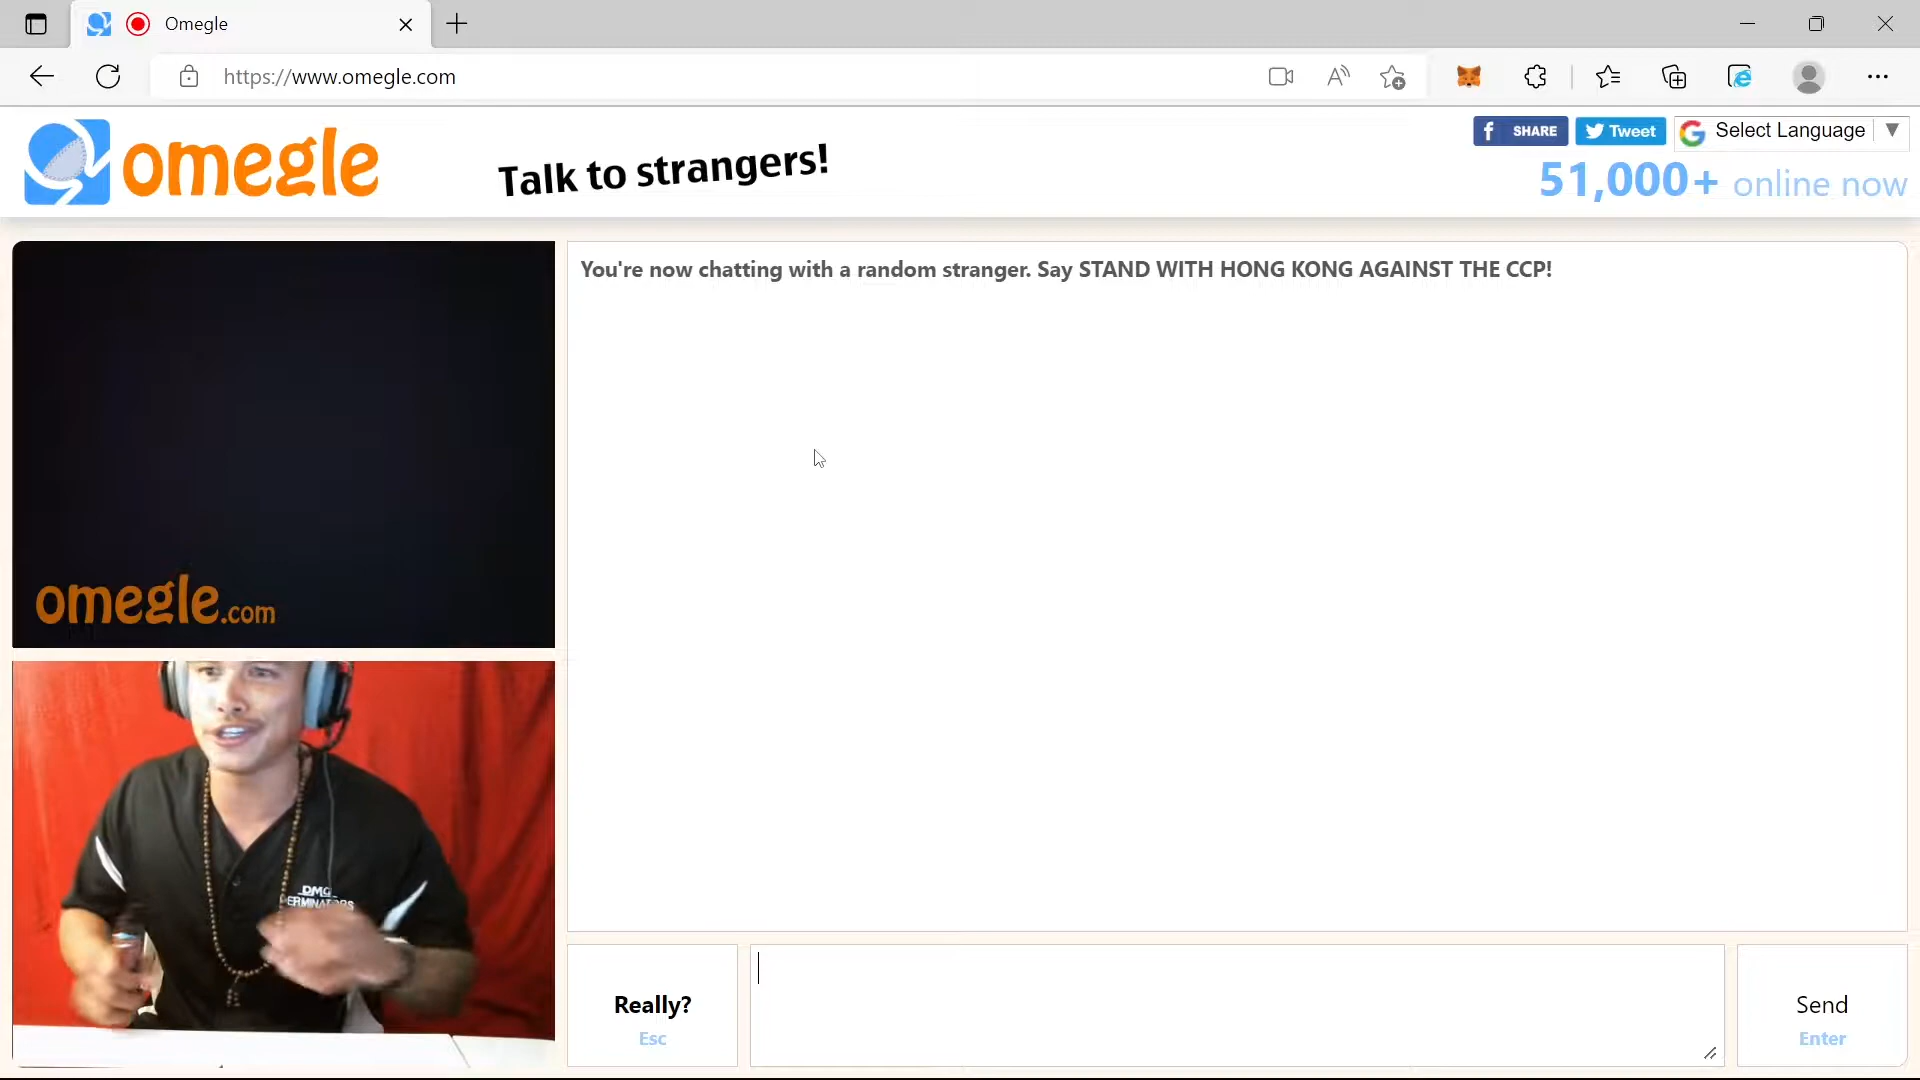 Omegle
https://www.omegle.com
omegle
Talk to strangers!
SHARE
Tweet
Select Language
51,000+ online now
You're now chatting with a random stranger. Say STAND WITH HONG KONG AGAINST THE CCP!
omegle.com
DMG
Really?
Esc
Send
Enter